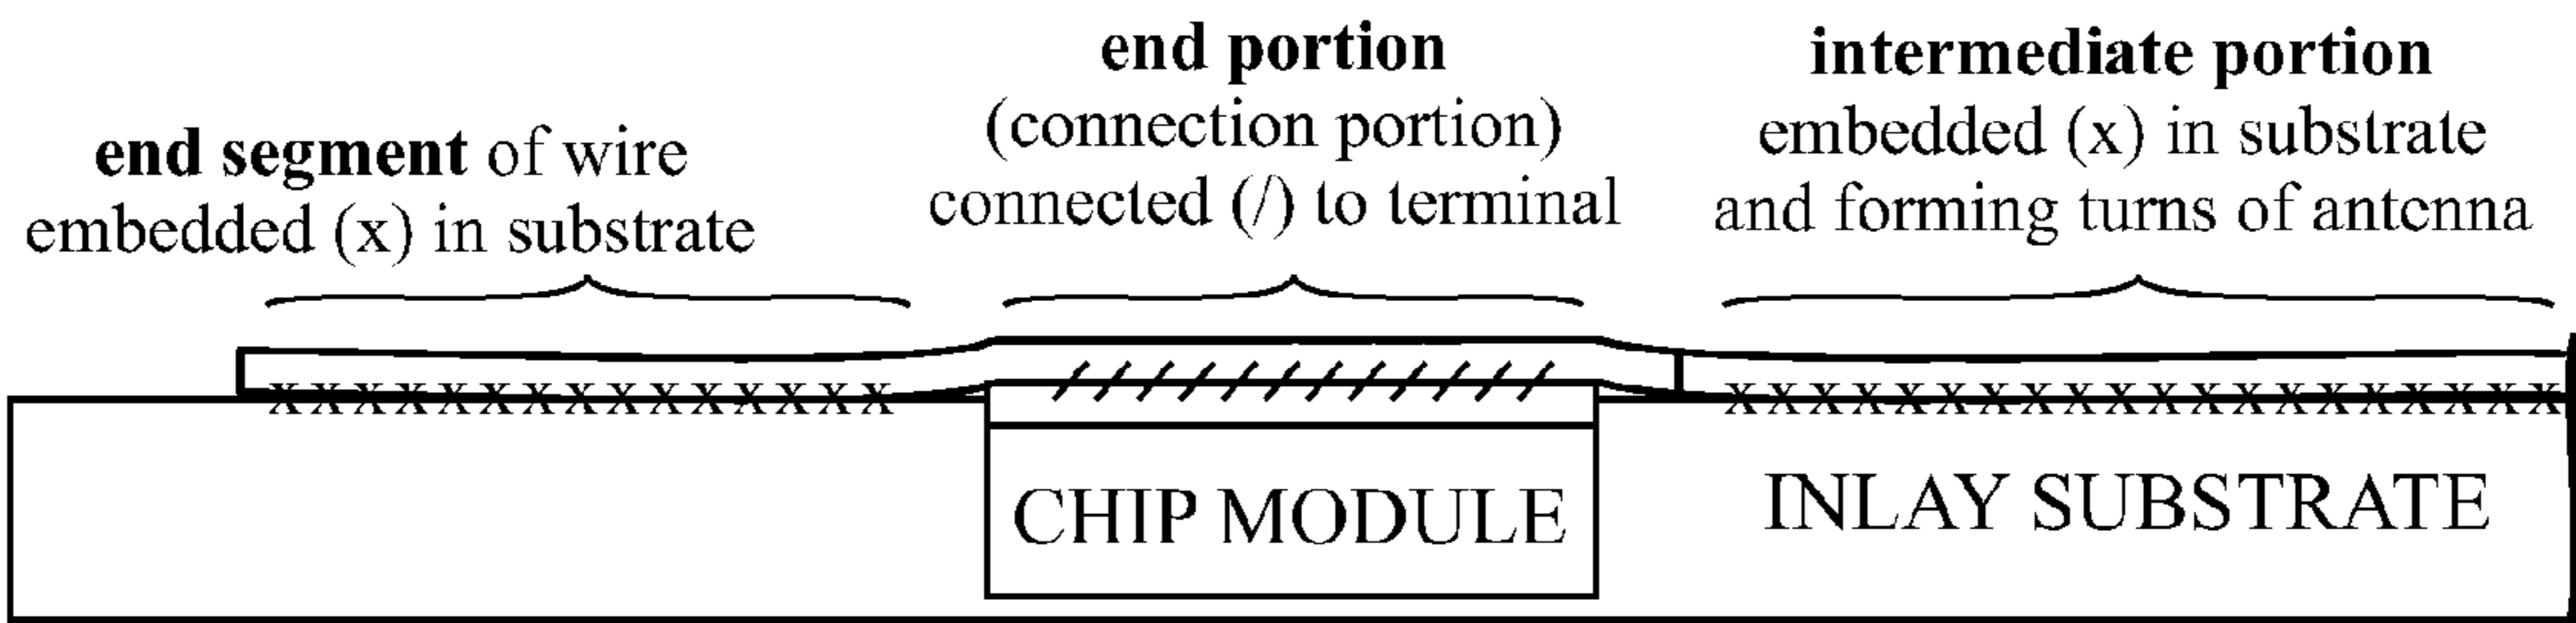 end segment of wire
embedded (x) in substrate
end portion
(connection portion)
connected (/) to terminal
intermediate portion
embedded (x) in substrate
and forming turns of antenna
x x x x x x x x x x x x x x x
/ / / / / / / / / / / /
x x x x x x x x x x x x x x x x x x x x
CHIP MODULE
INLAY SUBSTRATE